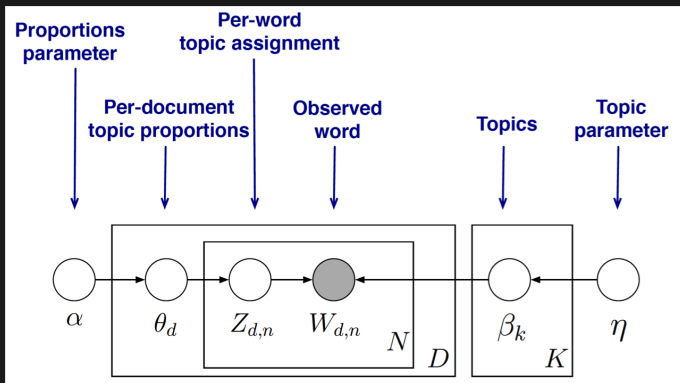 Proportions
parameter
Per-word
topic assignment
Per-document
topic proportions
Observed
word
Topics
Topic
parameter
α
θd
Zd,n
Wd,n
N
D
βk
K
η